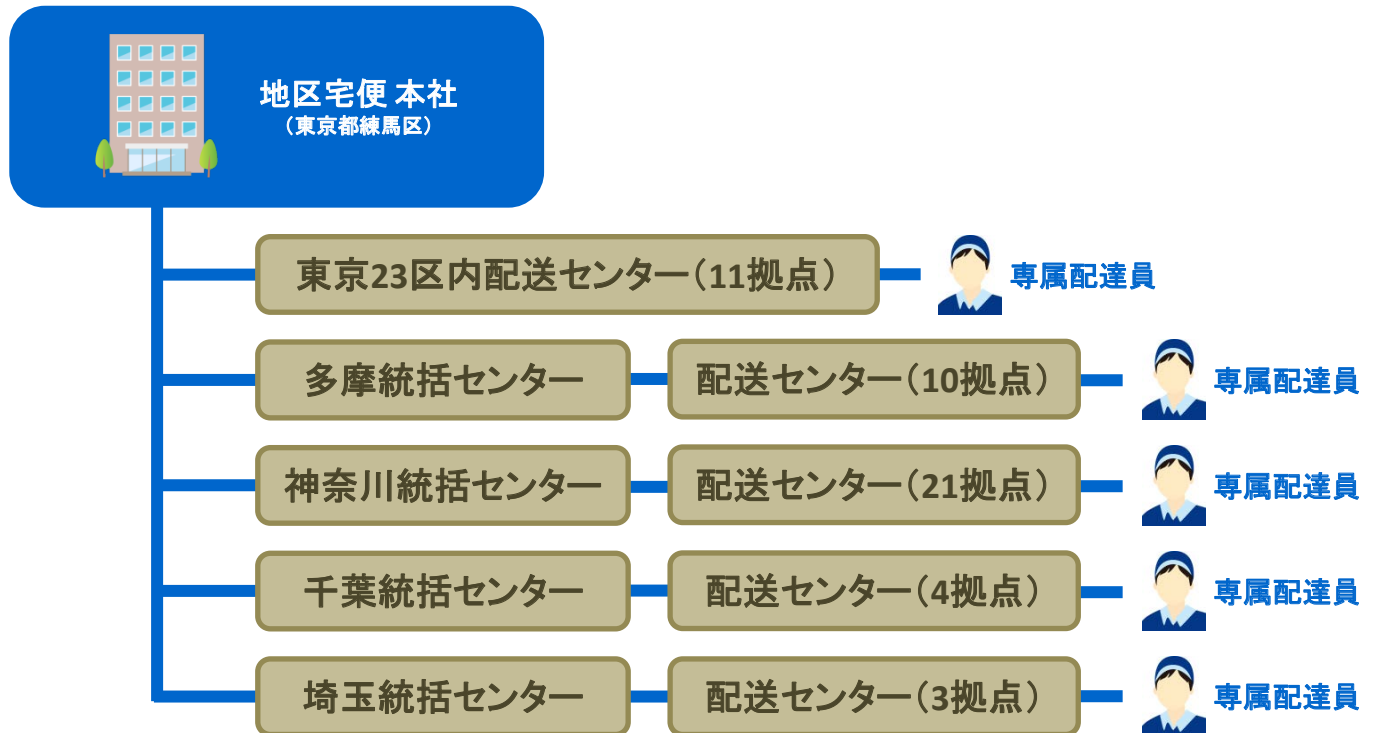 地区宅便 本社
（東京都練馬区）
東京23区内配送センター（11拠点）
専属配達員
多摩統括センター
配送センター（10拠点）
専属配達員
神奈川統括センター
配送センター（21拠点）
専属配達員
千葉統括センター
配送センター（4拠点）
専属配達員
埼玉統括センター
配送センター（3拠点）
専属配達員